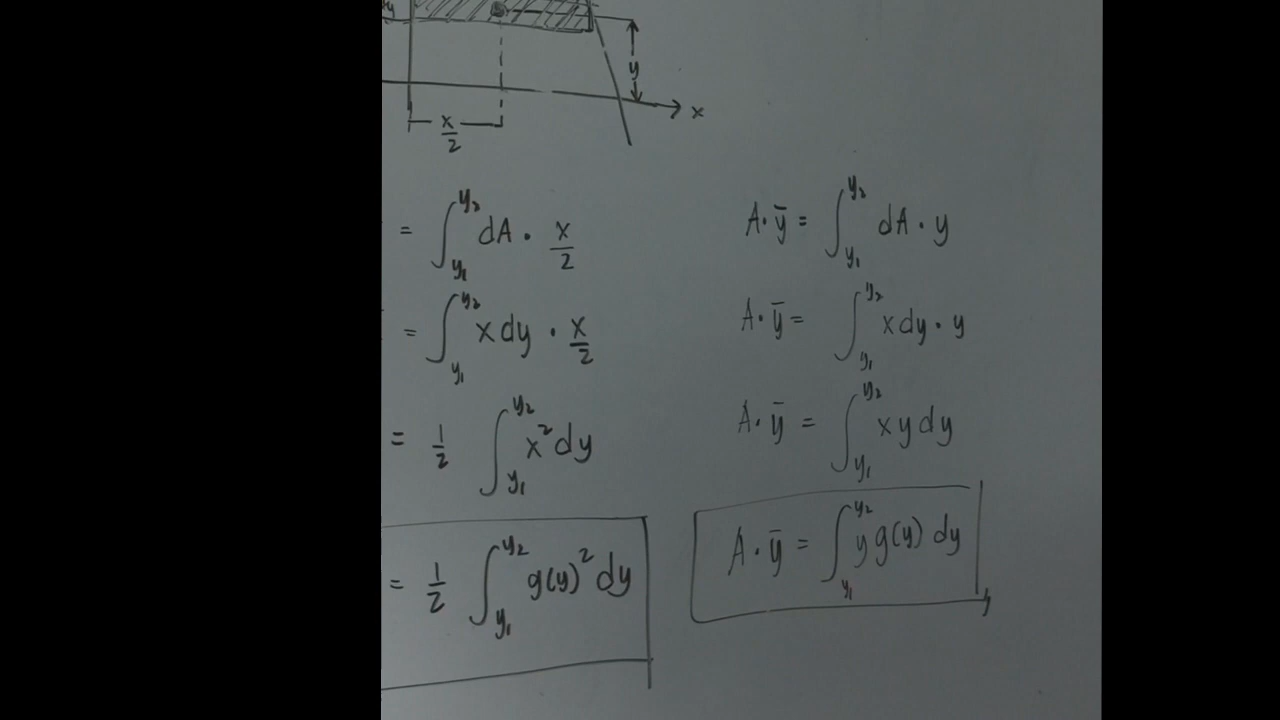 y
x
x/2
= ∫_{y₁}^{y₂} dA · x/2
= ∫_{y₁}^{y₂} x dy · x/2
= 1/2 ∫_{y₁}^{y₂} x² dy
= 1/2 ∫_{y₁}^{y₂} g(y)² dy
A · ȳ = ∫_{y₁}^{y₂} dA · y
A · ȳ = ∫_{y₁}^{y₂} x dy · y
A · ȳ = ∫_{y₁}^{y₂} x y dy
A · ȳ = ∫_{y₁}^{y₂} y g(y) dy